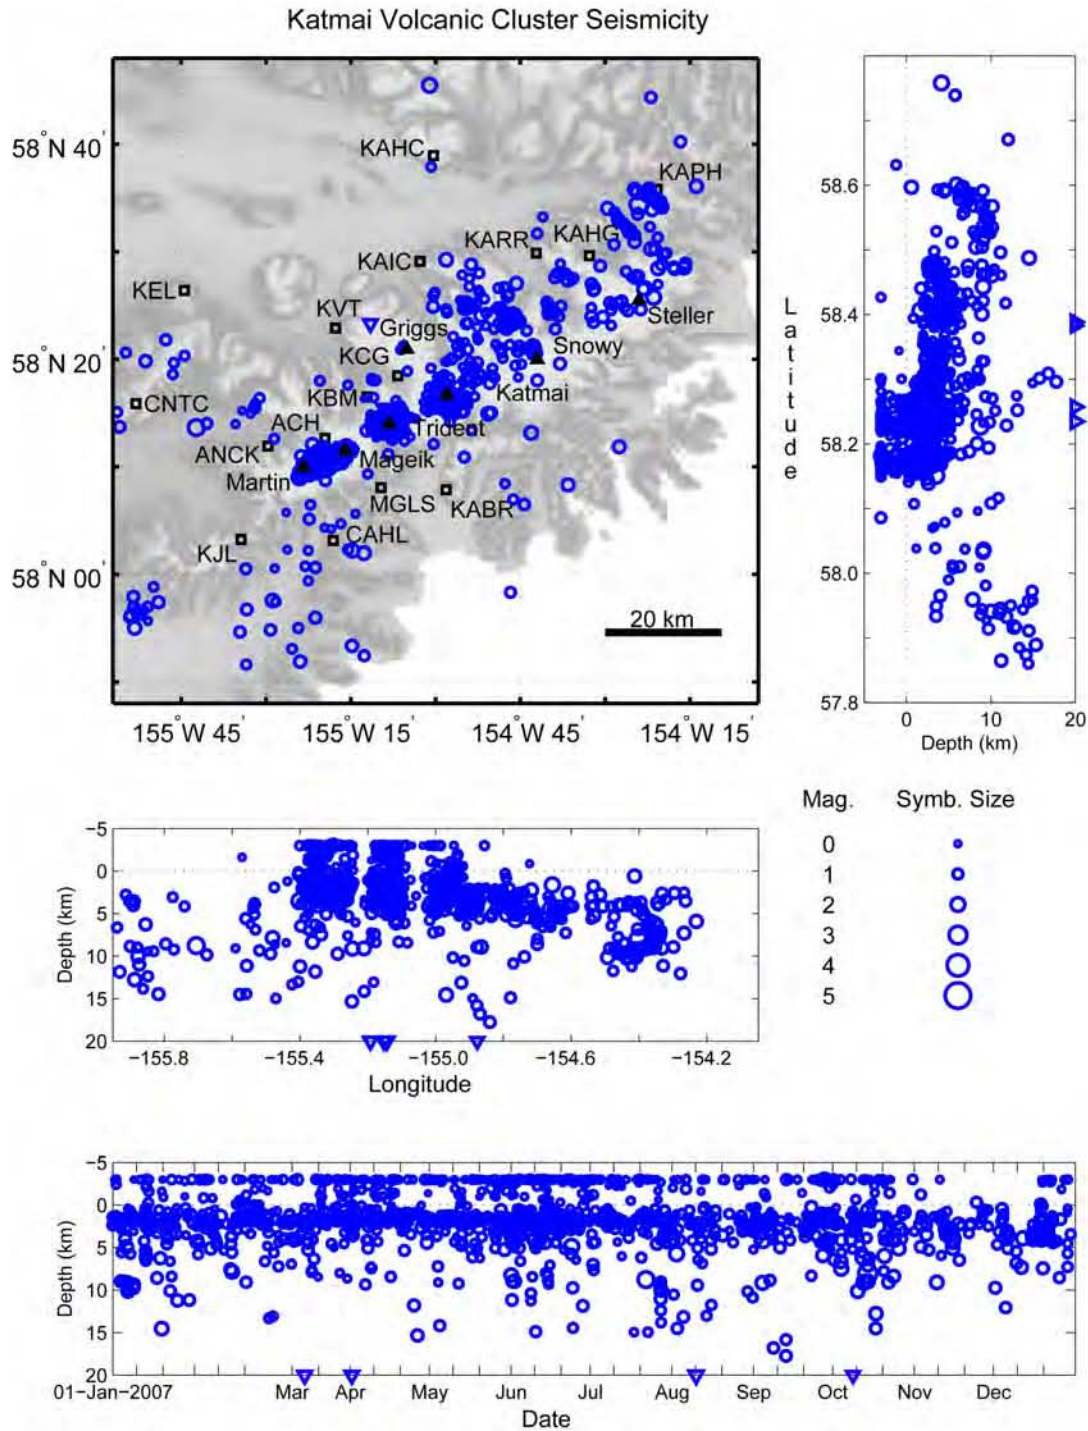 Katmai Volcanic Cluster Seismicity
58°N 40'
58°N 20'
58°N 00'
KAHC
KAPH
KARR
KAHG
KAIC
KEL
KVT
Griggs
Steller
KCG
Snowy
CNTC
KBM
Katmai
ACH
Trident
ANCK
Mageik
Martin
MGLS
KABR
KJL
CAHL
20 km
155°W 45'
155°W 15'
154°W 45'
154°W 15'
58.6
58.4
58.2
58.0
57.8
Latitude
0
10
20
Depth (km)
−5
0
5
10
15
20
Depth (km)
−155.8
−155.4
−155.0
−154.6
−154.2
Longitude
Mag. Symb. Size
0
1
2
3
4
5
−5
0
5
10
15
20
Depth (km)
01−Jan−2007
Mar
Apr
May
Jun
Jul
Aug
Sep
Oct
Nov
Dec
Date